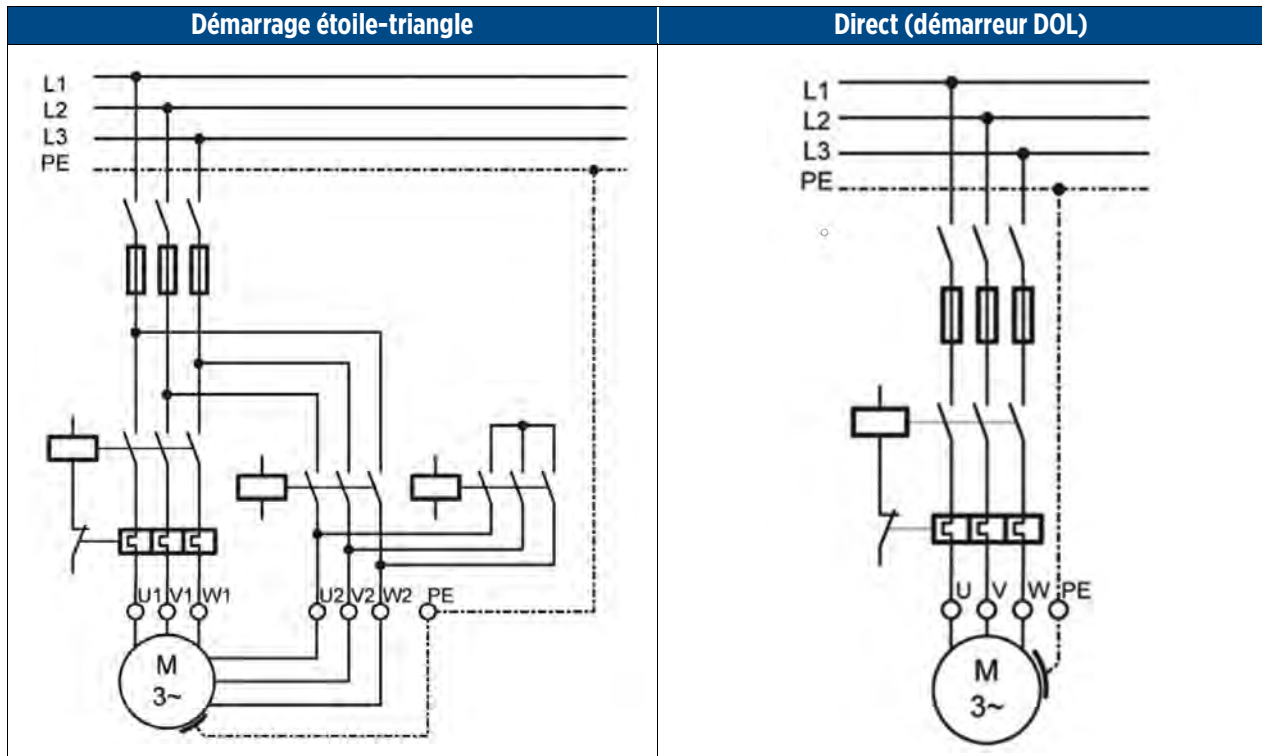 Démarrage étoile-triangle
L1
L2
L3
PE
U1 V1 W1
U2 V2 W2 PE
M
3~
Direct (démarreur DOL)
L1
L2
L3
PE
U V W PE
M
3~